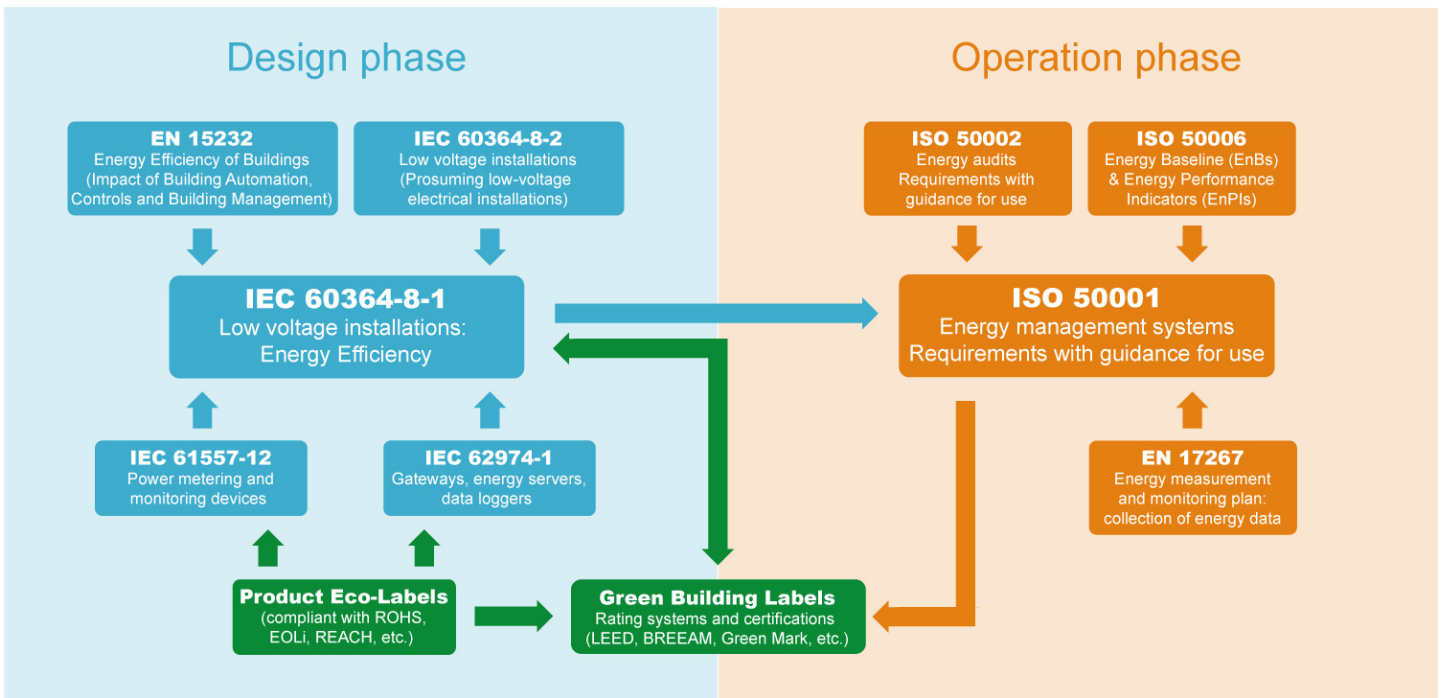 Design phase
Operation phase
EN 15232
Energy Efficiency of Buildings
(Impact of Building Automation,
Controls and Building Management)
IEC 60364-8-2
Low voltage installations
(Prosuming low-voltage
electrical installations)
ISO 50002
Energy audits
Requirements with
guidance for use
ISO 50006
Energy Baseline (EnBs)
& Energy Performance
Indicators (EnPIs)
IEC 60364-8-1
Low voltage installations:
Energy Efficiency
ISO 50001
Energy management systems
Requirements with guidance for use
IEC 61557-12
Power metering and
monitoring devices
IEC 62974-1
Gateways, energy servers,
data loggers
EN 17267
Energy measurement
and monitoring plan:
collection of energy data
Product Eco-Labels
(compliant with ROHS,
EOLi, REACH, etc.)
Green Building Labels
Rating systems and certifications
(LEED, BREEAM, Green Mark, etc.)